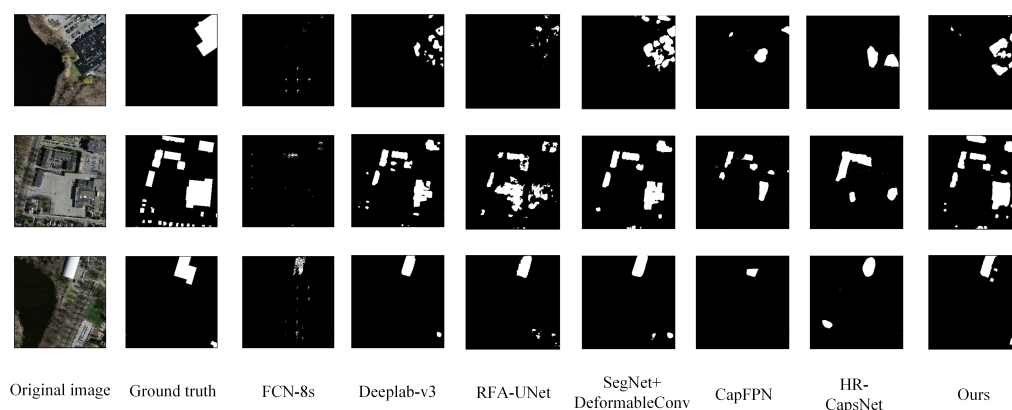 Original image
Ground truth
FCN-8s
Deeplab-v3
RFA-UNet
SegNet+
DeformableConv
CapFPN
HR-
CapsNet
Ours